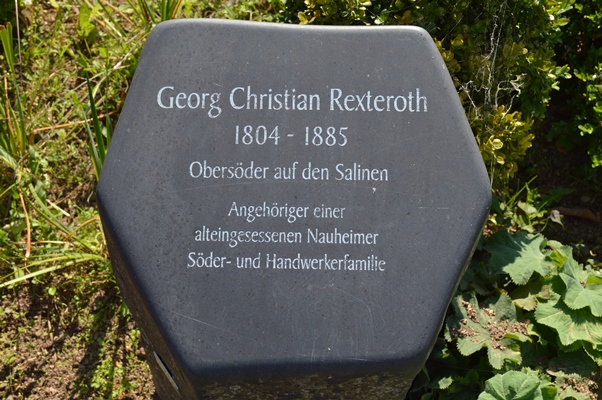 Georg Christian Rexteroth
1804 - 1885
Obersöder auf den Salinen
Angehöriger einer
alteingesessenen Nauheimer
Söder- und Handwerkerfamilie